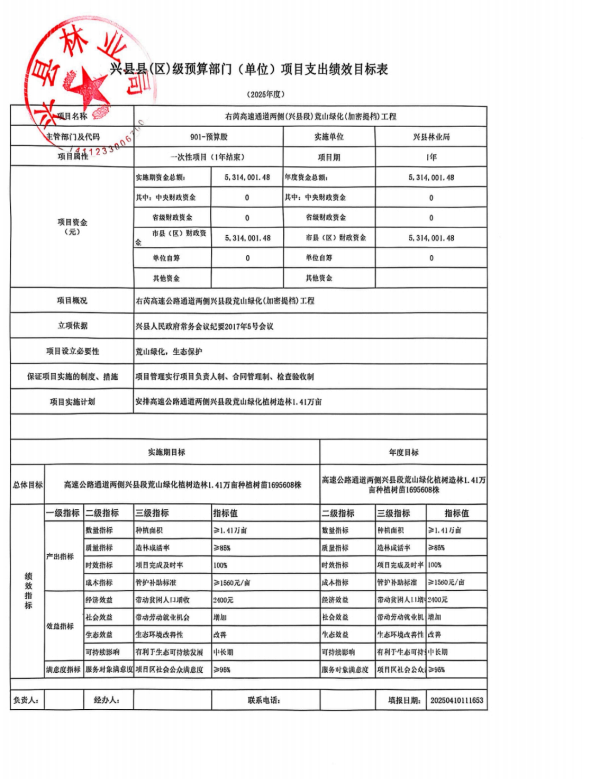 兴县林业局
1411233006700
兴县县(区)级预算部门（单位）项目支出绩效目标表
（2025年度）
项目名称 右芮高速通道两侧(兴县段)荒山绿化(加密提档)工程
主管部门及代码 901-预算股 实施单位 兴县林业局
项目属性 一次性项目（1年结束） 项目期 1年
项目资金（元） 实施期资金总额： 5,314,001.48 年度资金总额： 5,314,001.48
其中：中央财政资金 0 其中：中央财政资金 0
省级财政资金 0 省级财政资金 0
市县（区）财政资金 5,314,001.48 市县（区）财政资金 5,314,001.48
单位自筹 0 单位自筹 0
其他资金 其他资金
项目概况 右芮高速公路通道两侧兴县段荒山绿化(加密提档)工程
立项依据 兴县人民政府常务会议纪要2017年5号会议
项目设立必要性 荒山绿化，生态保护
保证项目实施的制度、措施 项目管理实行项目负责人制、合同管理制、检查验收制
项目实施计划 安排高速公路通道两侧兴县段荒山绿化植树造林1.41万亩
实施期目标 年度目标
总体目标 高速公路通道两侧兴县段荒山绿化植树造林1.41万亩种植树苗1695608株 高速公路通道两侧兴县段荒山绿化植树造林1.41万亩种植树苗1695608株
绩效指标 一级指标 二级指标 三级指标 指标值 二级指标 三级指标 指标值
产出指标 数量指标 种植面积 ≥1.41万亩 数量指标 种植面积 ≥1.41万亩
质量指标 造林成活率 ≥85% 质量指标 造林成活率 ≥85%
时效指标 项目完成及时率 100% 时效指标 项目完成及时率 100%
成本指标 管护补助标准 ≥1560元/亩 成本指标 管护补助标准 ≥1560元/亩
效益指标 经济效益 带动贫困人口增收 2400元 经济效益 带动贫困人口增 2400元
社会效益 带动劳动就业机会 增加 社会效益 带动劳动就业机 增加
生态效益 生态环境改善性 改善 生态效益 生态环境改善性 改善
可持续影响 有利于生态可持续发展 中长期 可持续影响 有利于生态可持 中长期
满意度指标 服务对象满意度 项目区社会公众满意度 ≥95% 服务对象满意度 项目区社会公众 ≥95%
负责人： 经办人： 联系电话： 填报日期： 20250410111653